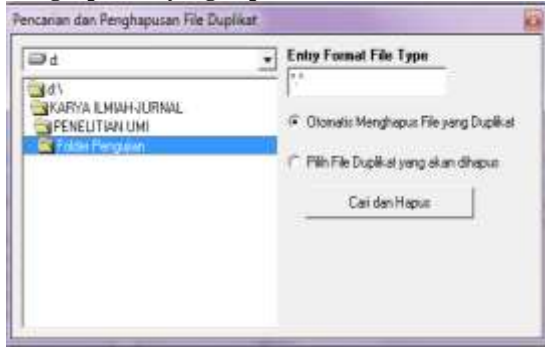 Pencarian dan Penghapusan File Duplikat
d:
d:\
KARYA ILMIAH-JURNAL
PENELITIAN UMI
Folder Pengujian
Entry Format File Type
*.*
Otomatis Menghapus File yang Duplikat
Pilih File Duplikat yang akan dihapus
Cari dan Hapus